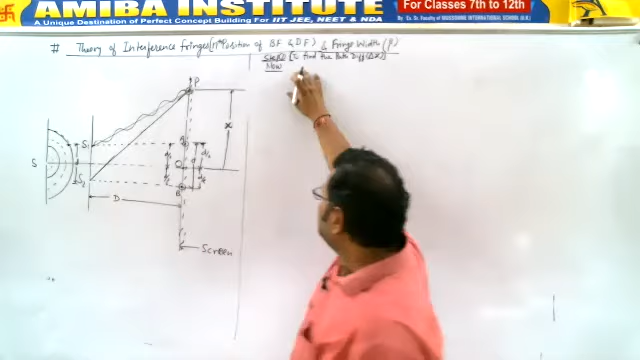 AMIBA INSTITUTE
For Classes 7th to 12th
A Unique Destination of Perfect Concept Building For IIT JEE, NEET & NDA
# Theory of Interference Fringes (nth Position of BF & DF) & Fringe Width (β)
Step(1) [To find the Path Diff (Δx)]
Now
P
x
S
S1
S2
A
O
B
d/2
D
Screen